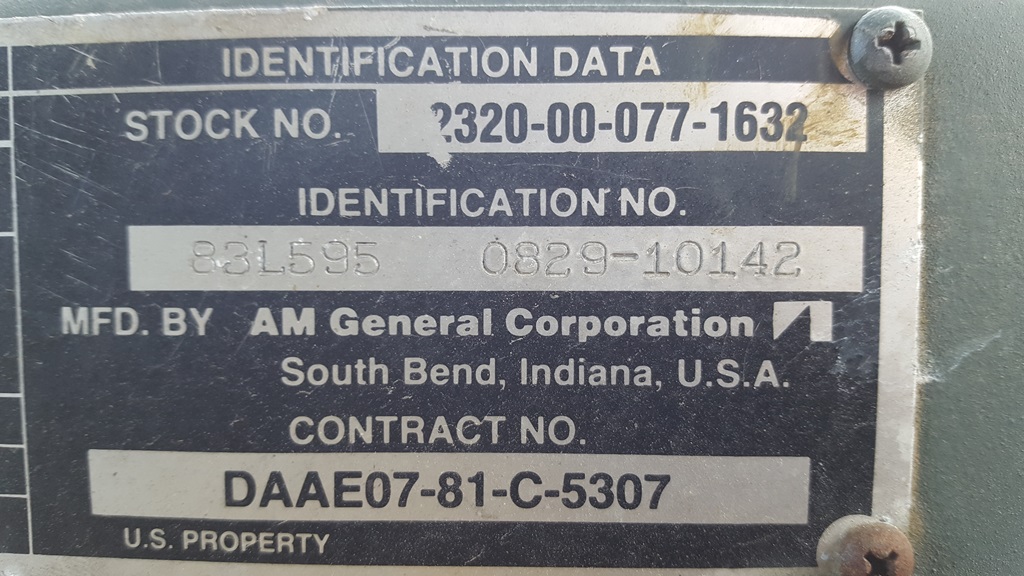 IDENTIFICATION DATA
STOCK NO. 2320-00-077-1632
IDENTIFICATION NO.
83L595 0829-10142
MFD. BY AM General Corporation
South Bend, Indiana, U.S.A.
CONTRACT NO.
DAAE07-81-C-5307
U.S. PROPERTY